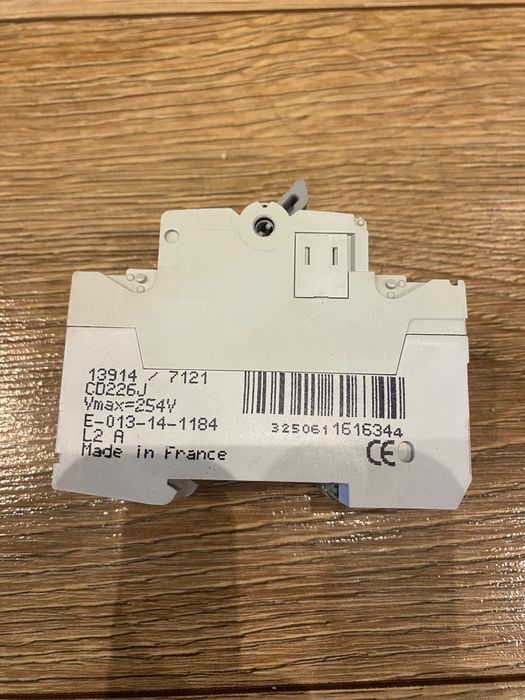 13914 / 7121
CD226J
Vmax=254V
E-013-14-1184
L2 A
Made in France
3250611616344
CE